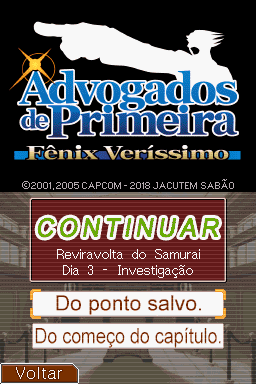 Advogados
de Primeira
Fênix Veríssimo
©2001,2005 CAPCOM - 2018 JACUTEM SABÃO
CONTINUAR
Reviravolta do Samurai
Dia 3 - Investigação
Do ponto salvo.
Do começo do capítulo.
Voltar